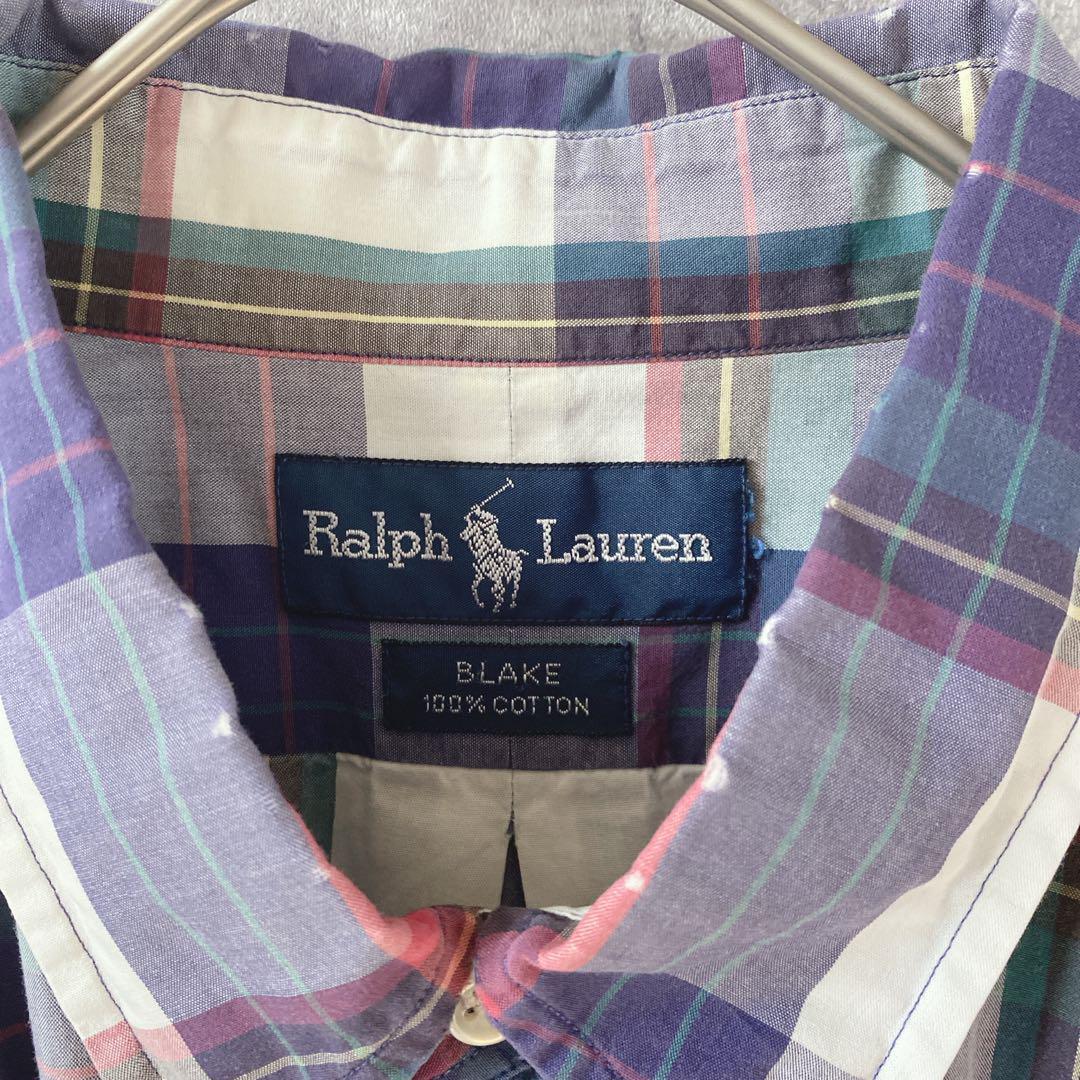 Ralph Lauren
BLAKE
100% COTTON